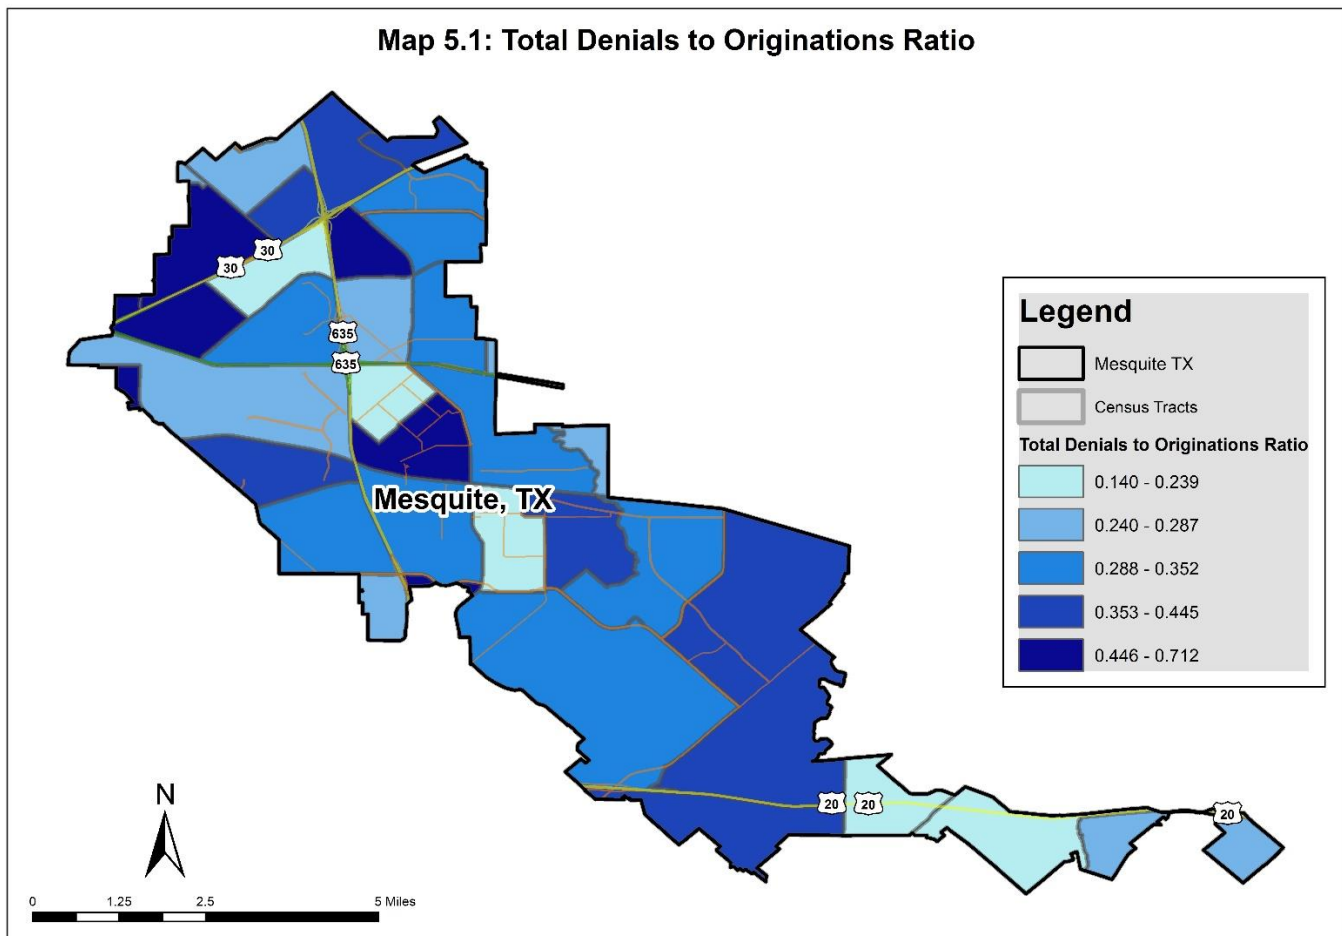 Map 5.1: Total Denials to Originations Ratio
30
30
635
635
Mesquite, TX
20
20
20
Legend
Mesquite TX
Census Tracts
Total Denials to Originations Ratio
0.140 - 0.239
0.240 - 0.287
0.288 - 0.352
0.353 - 0.445
0.446 - 0.712
N
0 1.25 2.5 5 Miles